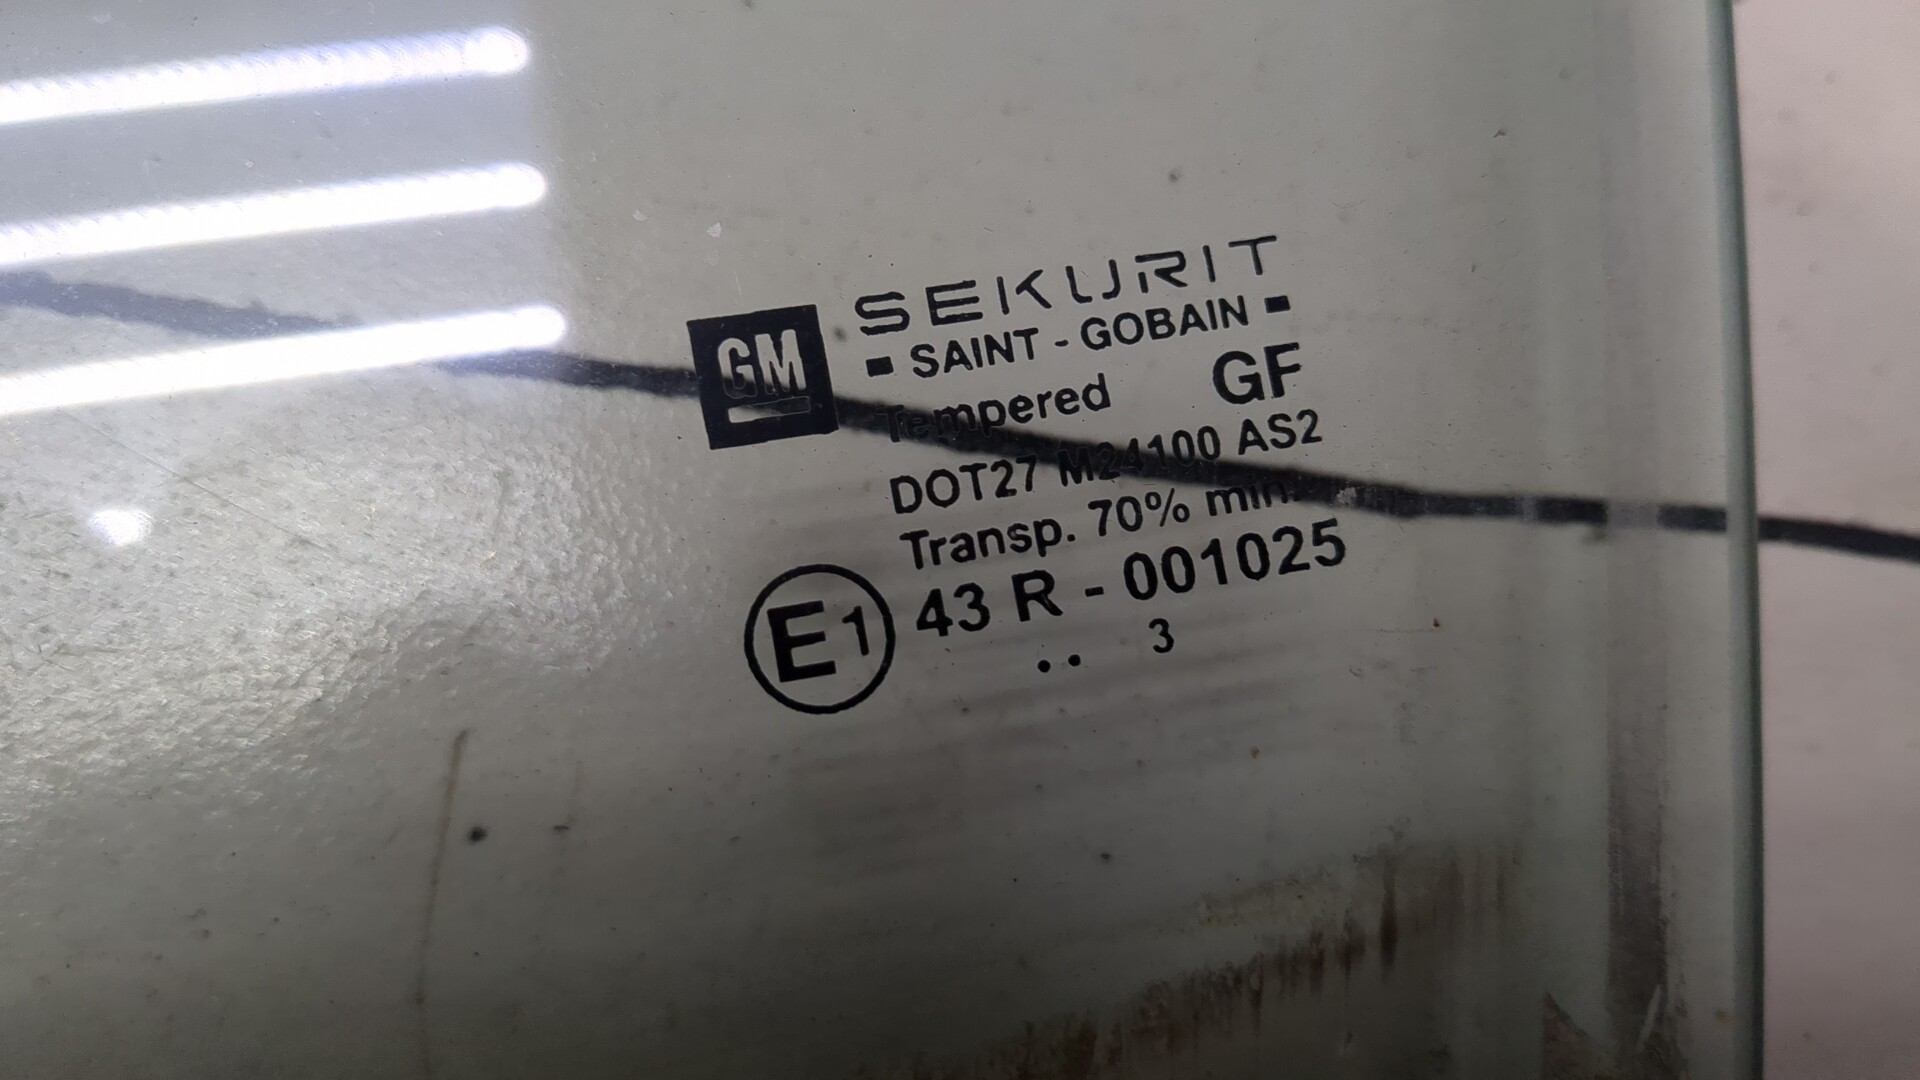 GM
SEKURIT
▪ SAINT - GOBAIN ▪
Tempered GF
DOT27 M24100 AS2
Transp. 70% min.
E1 43 R - 001025
.. 3